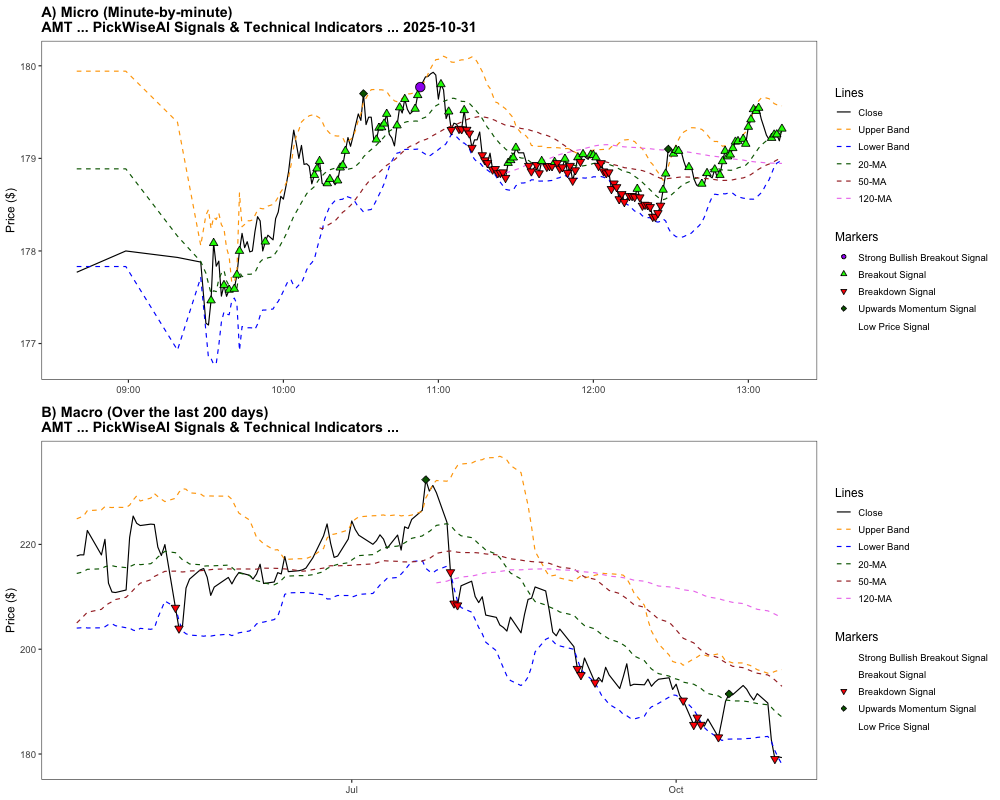 A) Micro (Minute-by-minute)
AMT ... PickWiseAI Signals & Technical Indicators ... 2025-10-31
Price ($)
180
179
178
177
09:00
10:00
11:00
12:00
13:00
Lines
Close
Upper Band
Lower Band
20-MA
50-MA
120-MA
Markers
Strong Bullish Breakout Signal
Breakout Signal
Breakdown Signal
Upwards Momentum Signal
Low Price Signal
B) Macro (Over the last 200 days)
AMT ... PickWiseAI Signals & Technical Indicators ...
Price ($)
220
200
180
Jul
Oct
Lines
Close
Upper Band
Lower Band
20-MA
50-MA
120-MA
Markers
Strong Bullish Breakout Signal
Breakout Signal
Breakdown Signal
Upwards Momentum Signal
Low Price Signal